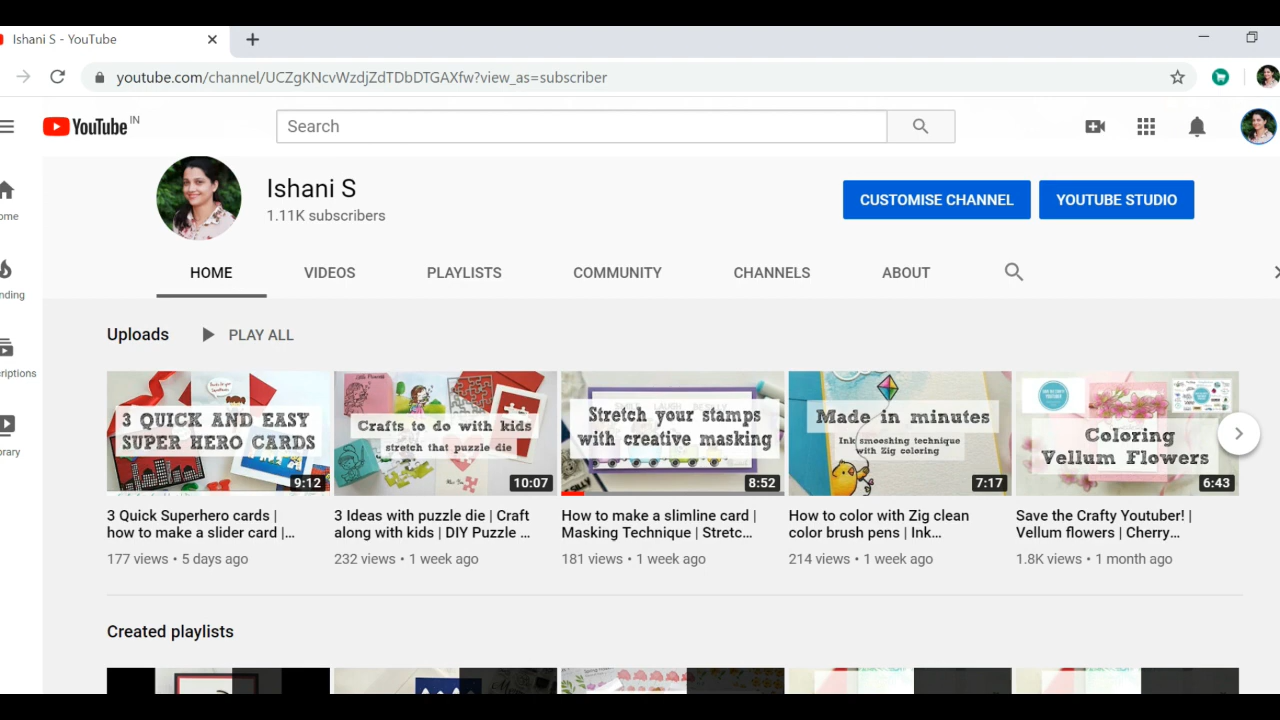 Ishani S - YouTube
youtube.com/channel/UCZgKNcvWzdjZdTDbDTGAXfw?view_as=subscriber
YouTube IN
Search
Ishani S
1.11K subscribers
CUSTOMISE CHANNEL
YOUTUBE STUDIO
ome
nding
criptions
brary
HOME VIDEOS PLAYLISTS COMMUNITY CHANNELS ABOUT
Uploads PLAY ALL
3 QUICK AND EASY
SUPER HERO CARDS
9:12
3 Quick Superhero cards |
how to make a slider card |...
177 views • 5 days ago
Crafts to do with kids
stretch that puzzle die
10:07
3 Ideas with puzzle die | Craft
along with kids | DIY Puzzle ...
232 views • 1 week ago
Stretch your stamps
with creative masking
8:52
How to make a slimline card |
Masking Technique | Stretc...
181 views • 1 week ago
Made in minutes
Ink smooshing technique
with Zig coloring
7:17
How to color with Zig clean
color brush pens | Ink...
214 views • 1 week ago
Coloring
Vellum Flowers
6:43
Save the Crafty Youtuber! |
Vellum flowers | Cherry...
1.8K views • 1 month ago
Created playlists